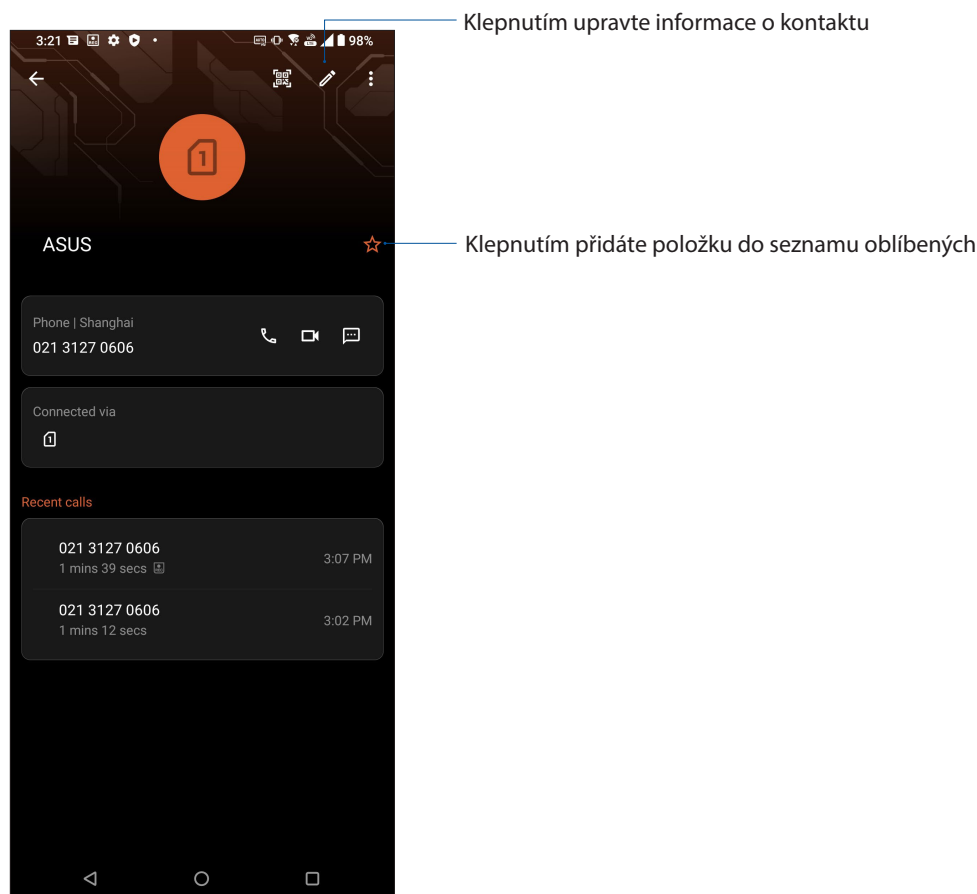 Klepnutím upravte informace o kontaktu
3:21
98%
1
ASUS
Klepnutím přidáte položku do seznamu oblíbených
Phone | Shanghai
021 3127 0606
Connected via
1
Recent calls
021 3127 0606
3:07 PM
1 mins 39 secs
021 3127 0606
3:02 PM
1 mins 12 secs